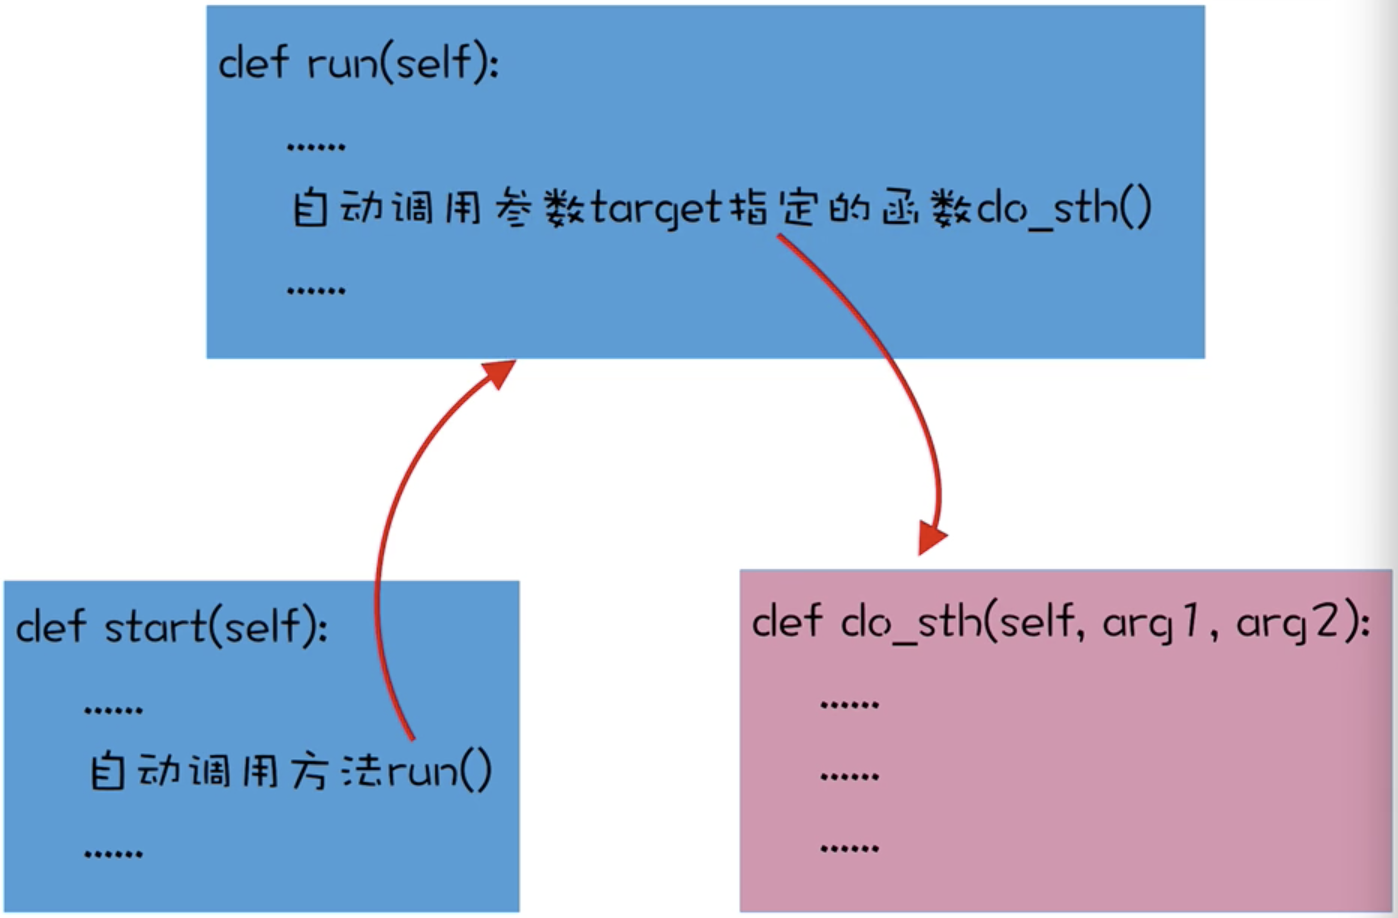 def run(self):
......
自动调用参数target指定的函数do_sth()
......
def start(self):
......
自动调用方法run()
......
def do_sth(self, arg1, arg2):
......
......
......